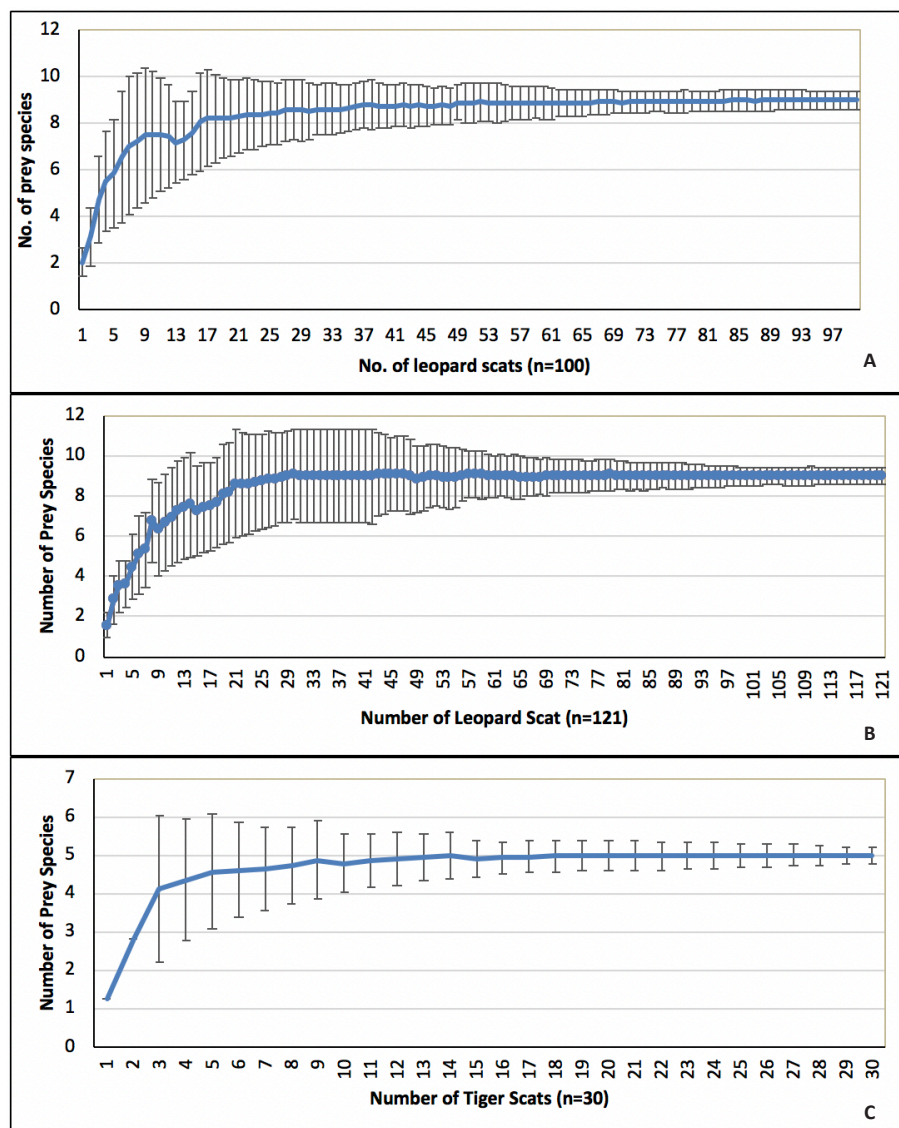 12
10
8
6
4
2
0
No. of prey species
1 5 9 13 17 21 25 29 33 37 41 45 49 53 57 61 65 69 73 77 81 85 89 93 97
No. of leopard scats (n=100)
A
12
10
8
6
4
2
0
Number of Prey Species
1 5 9 13 17 21 25 29 33 37 41 45 49 53 57 61 65 69 73 77 81 85 89 93 97 101 105 109 113 117 121
Number of Leopard Scat (n=121)
B
7
6
5
4
3
2
1
0
Number of Prey Species
1 2 3 4 5 6 7 8 9 10 11 12 13 14 15 16 17 18 19 20 21 22 23 24 25 26 27 28 29 30
Number of Tiger Scats (n=30)
C